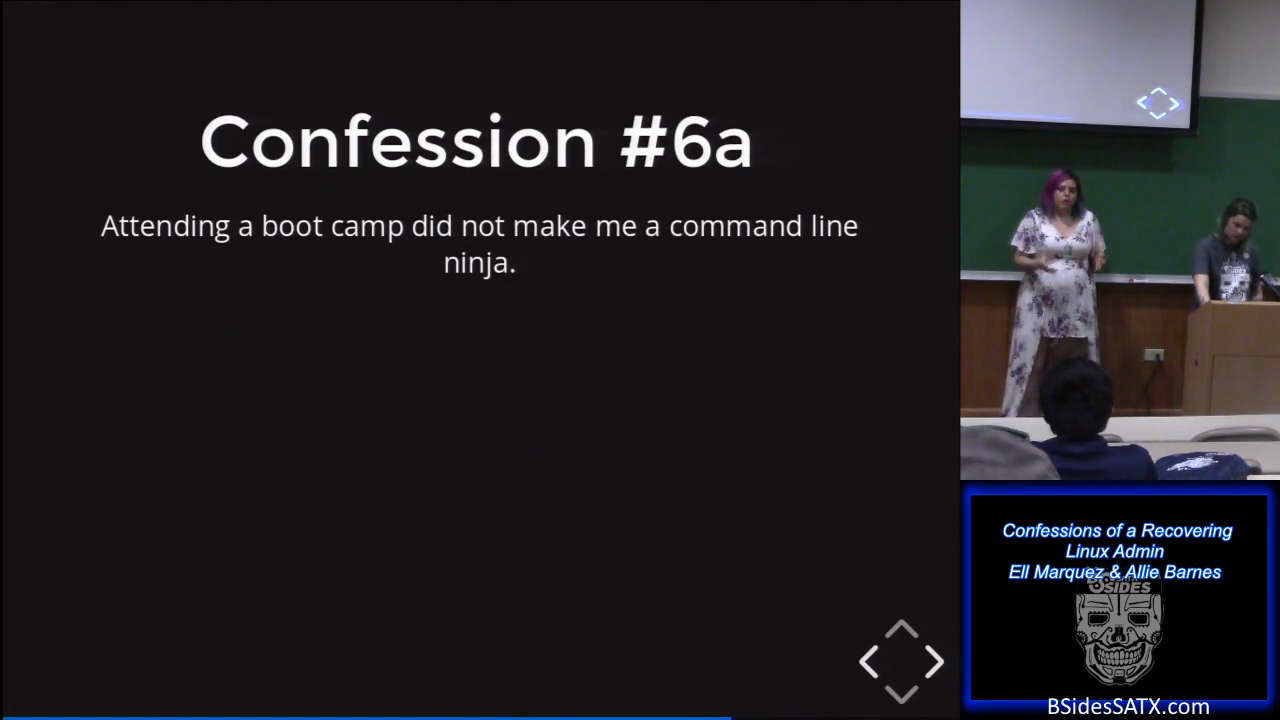 Confession #6a
Attending a boot camp did not make me a command line
ninja.
Confessions of a Recovering
Linux Admin
Ell Marquez & Allie Barnes
BSIDES
BSidesSATX.com